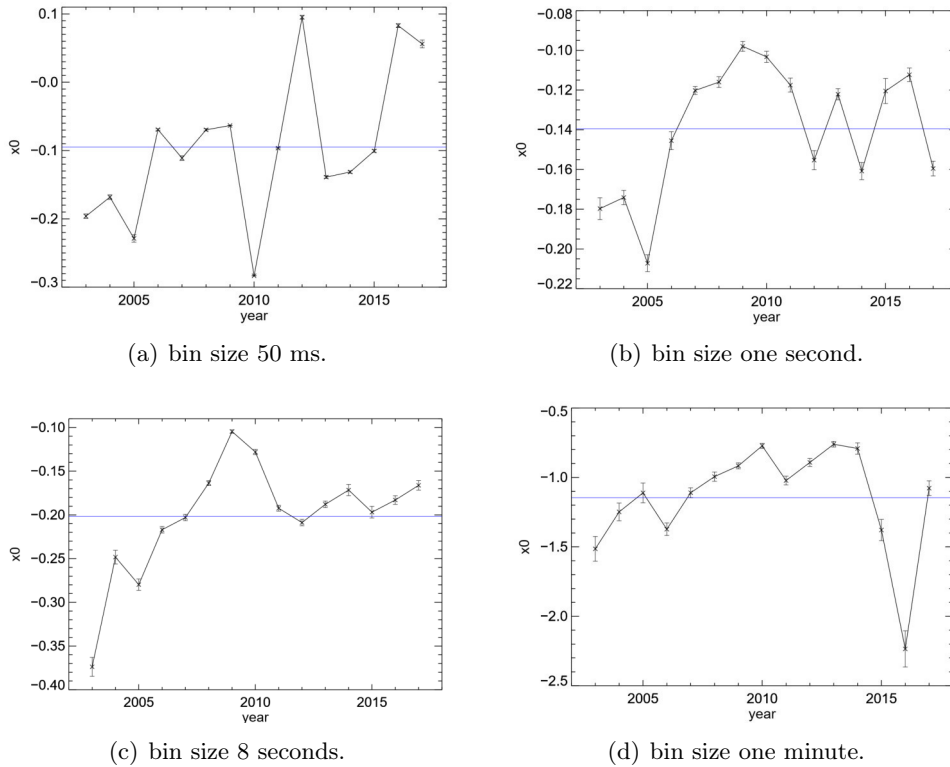 0.1
−0.0
−0.1
−0.2
−0.3
x0
2005 2010 2015
year
(a) bin size 50 ms.
−0.08
−0.10
−0.12
−0.14
−0.16
−0.18
−0.20
−0.22
x0
2005 2010 2015
year
(b) bin size one second.
−0.10
−0.15
−0.20
−0.25
−0.30
−0.35
−0.40
x0
2005 2010 2015
year
(c) bin size 8 seconds.
−0.5
−1.0
−1.5
−2.0
−2.5
x0
2005 2010 2015
year
(d) bin size one minute.